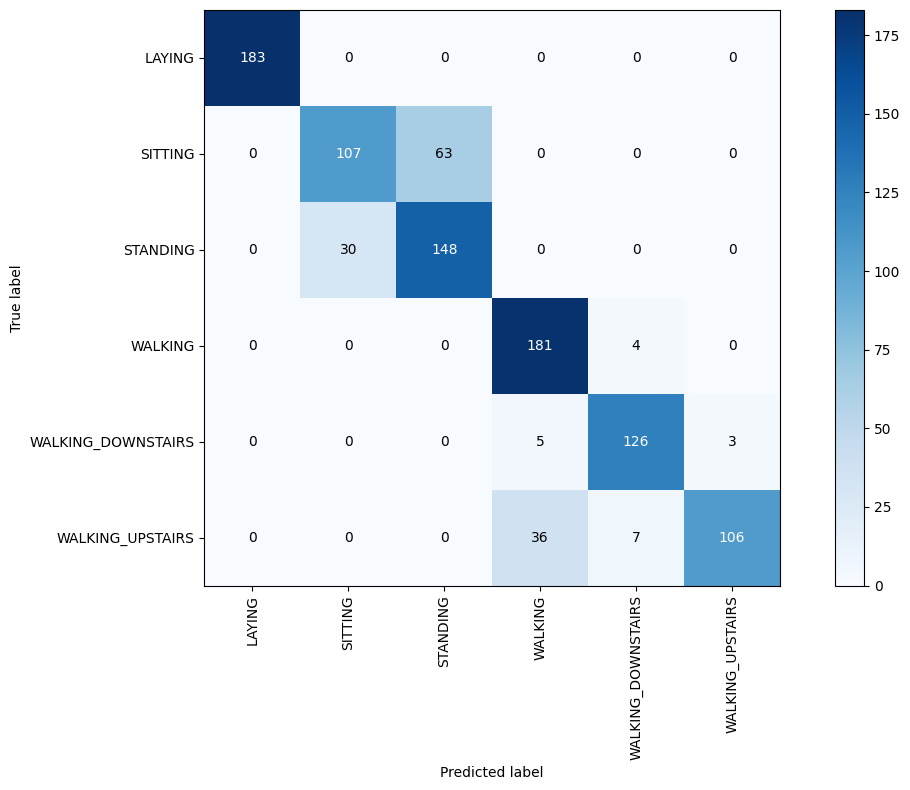 LAYING 183 0 0 0 0 0
SITTING 0 107 63 0 0 0
STANDING 0 30 148 0 0 0
WALKING 0 0 0 181 4 0
WALKING_DOWNSTAIRS 0 0 0 5 126 3
WALKING_UPSTAIRS 0 0 0 36 7 106
True label
LAYING
SITTING
STANDING
WALKING
WALKING_DOWNSTAIRS
WALKING_UPSTAIRS
Predicted label
175
150
125
100
75
50
25
0